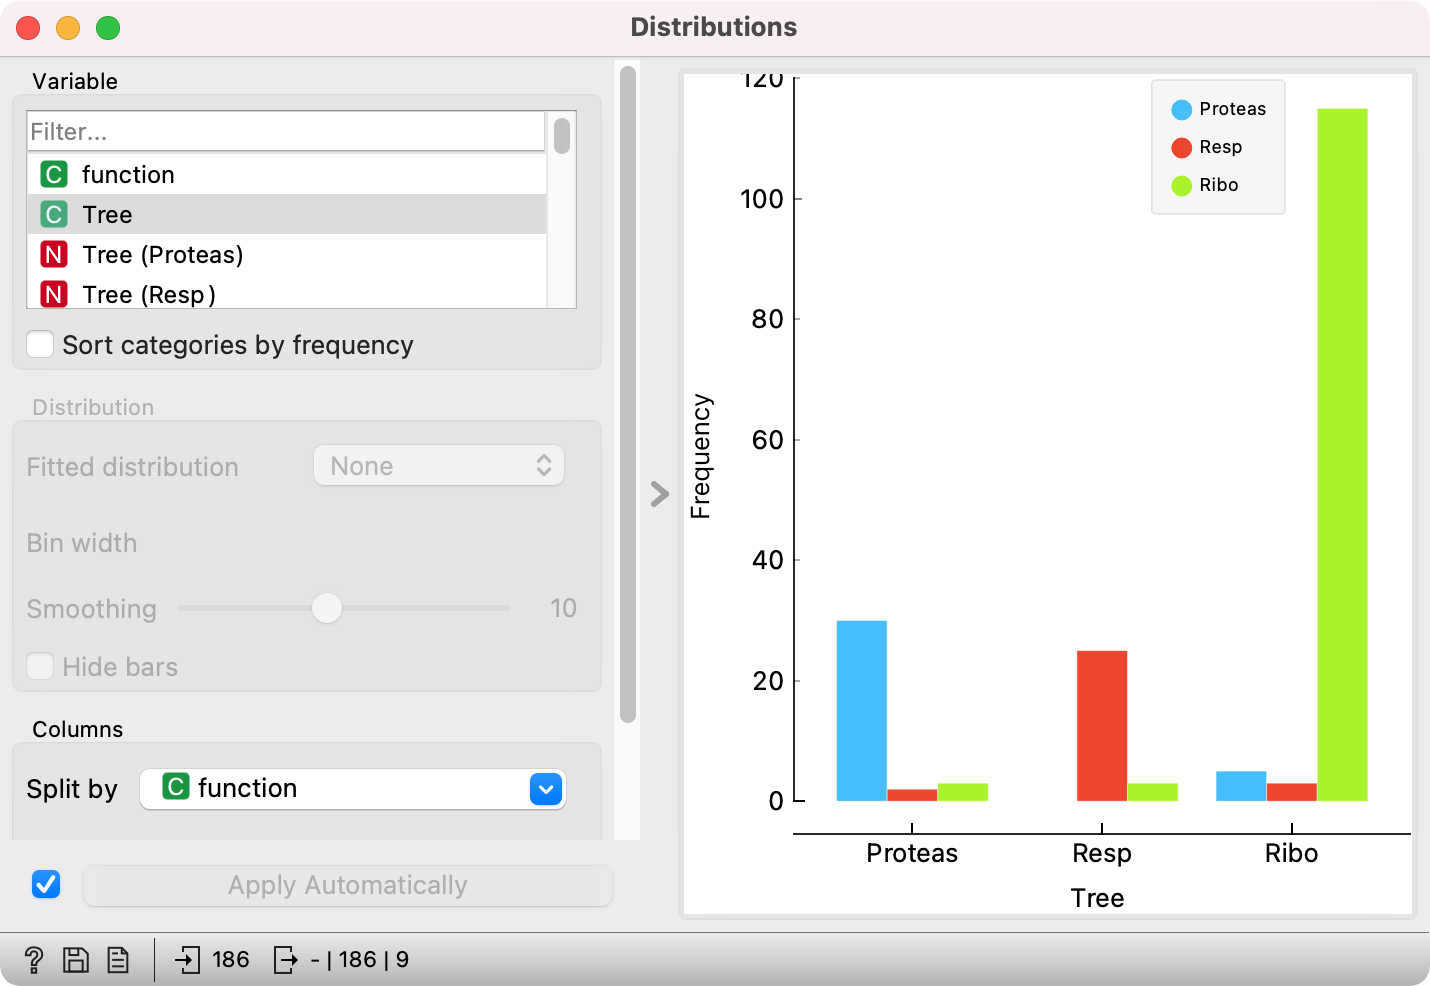 Distributions
Variable
Filter...
C function
C Tree
N Tree (Proteas)
N Tree (Resp)
Sort categories by frequency
Distribution
Fitted distribution None
Bin width
Smoothing 10
Hide bars
Columns
Split by C function
Apply Automatically
? 186 - | 186 | 9
120
100
80
60
40
20
0
Frequency
Proteas
Resp
Ribo
Proteas Resp Ribo
Tree